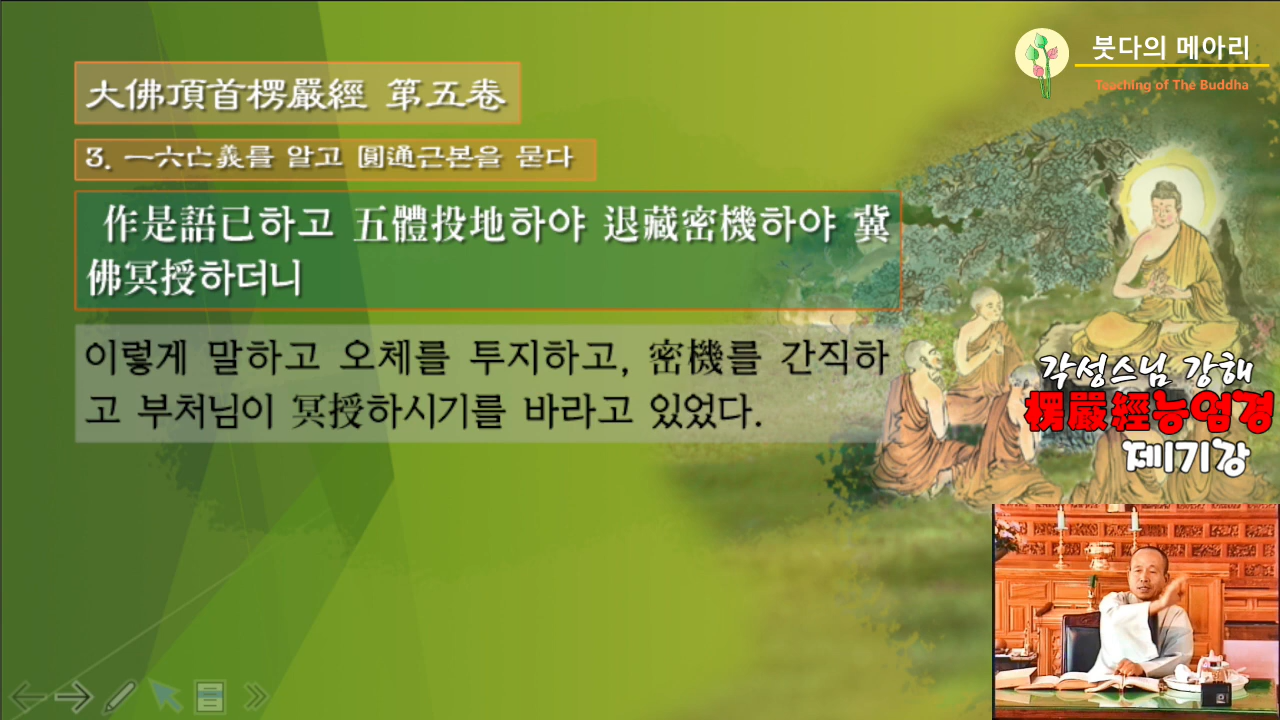 大佛頂首楞嚴經 第五卷
3. 一六亡義를 알고 圓通근본을 묻다
作是語已하고 五體投地하야 退藏密機하야 冀
佛冥授하더니
이렇게 말하고 오체를 투지하고, 密機를 간직하
고 부처님이 冥授하시기를 바라고 있었다.
붓다의 메아리
Teaching of The Buddha
각성스님 강해
楞嚴經능엄경
제17강